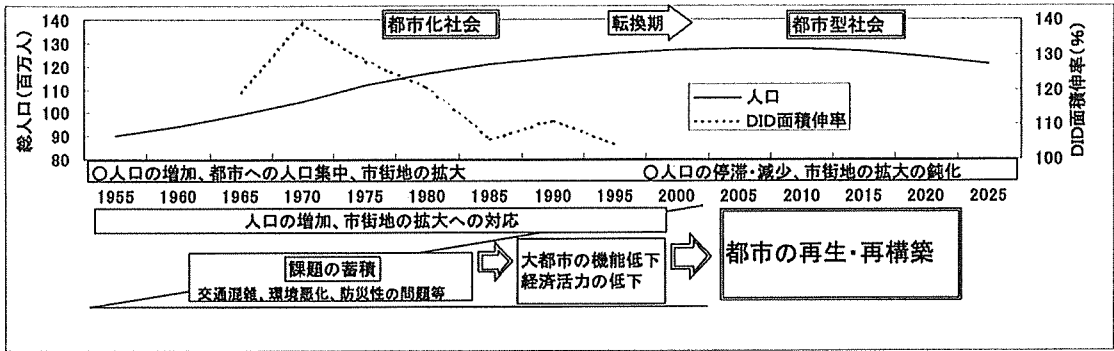 都市化社会 転換期 都市型社会
総人口(百万人)
140
130
120
110
100
90
80
DID面積伸率(%)
140
130
120
110
100
人口
DID面積伸率
○人口の増加、都市への人口集中、市街地の拡大 ○人口の停滞・減少、市街地の拡大の鈍化
1955 1960 1965 1970 1975 1980 1985 1990 1995 2000 2005 2010 2015 2020 2025
人口の増加、市街地の拡大への対応
課題の蓄積
交通混雑、環境悪化、防災性の問題等
大都市の機能低下
経済活力の低下
都市の再生・再構築